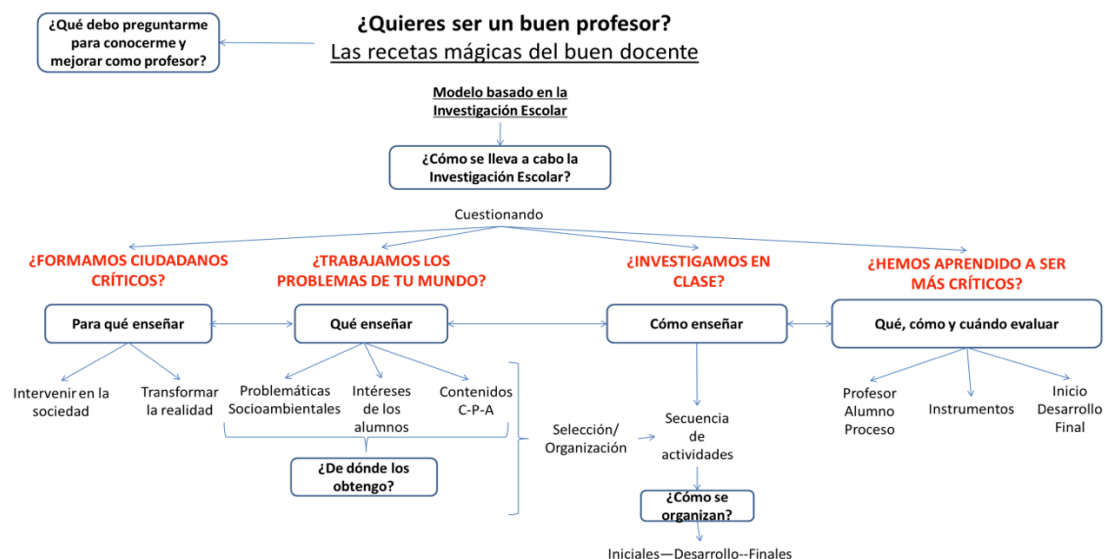 ¿Qué debo preguntarme
para conocerme y
mejorar como profesor?
¿Quieres ser un buen profesor?
Las recetas mágicas del buen docente
Modelo basado en la
Investigación Escolar
¿Cómo se lleva a cabo la
Investigación Escolar?
Cuestionando
¿FORMAMOS CIUDADANOS
CRÍTICOS?
¿TRABAJAMOS LOS
PROBLEMAS DE TU MUNDO?
¿INVESTIGAMOS EN
CLASE?
¿HEMOS APRENDIDO A SER
MÁS CRÍTICOS?
Para qué enseñar
Qué enseñar
Cómo enseñar
Qué, cómo y cuándo evaluar
Intervenir en la
sociedad
Transformar
la realidad
Problemáticas
Socioambientales
Intéreses
de los
alumnos
Contenidos
C-P-A
Selección/
Organización
Secuencia
de
actividades
Profesor
Alumno
Proceso
Instrumentos
Inicio
Desarrollo
Final
¿De dónde los
obtengo?
¿Cómo se
organizan?
Iniciales—Desarrollo--Finales